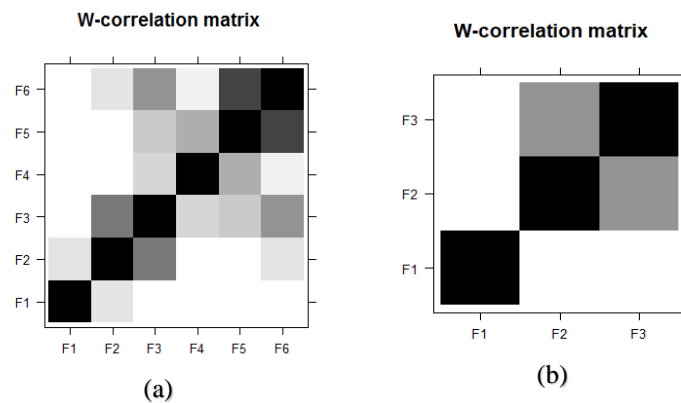 W-correlation matrix
F6
F5
F4
F3
F2
F1
F1 F2 F3 F4 F5 F6
(a)
W-correlation matrix
F3
F2
F1
F1 F2 F3
(b)